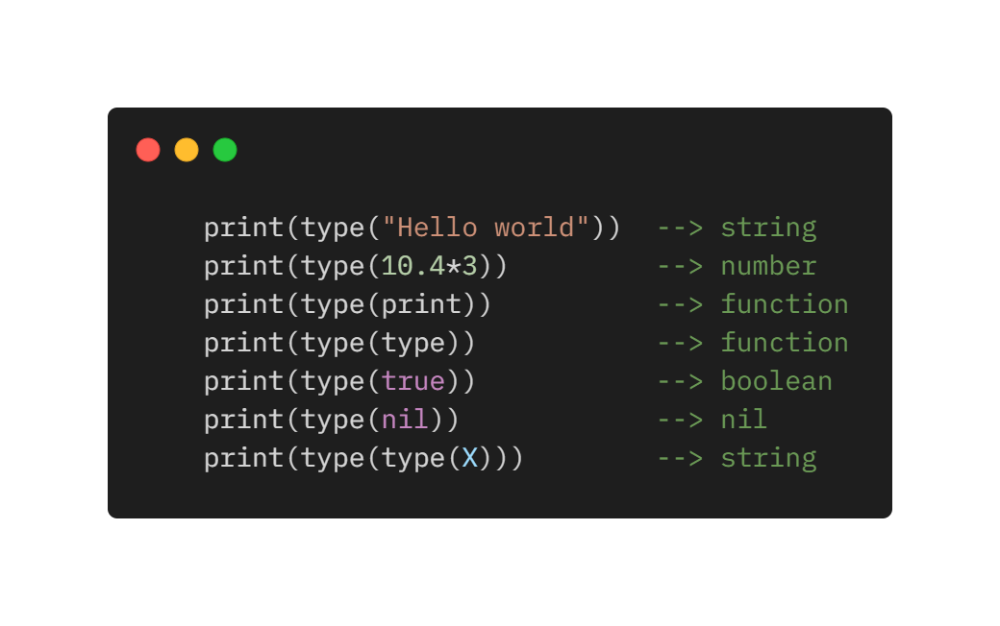 print(type("Hello world"))  --> string
print(type(10.4*3))         --> number
print(type(print))          --> function
print(type(type))           --> function
print(type(true))           --> boolean
print(type(nil))            --> nil
print(type(type(X)))        --> string